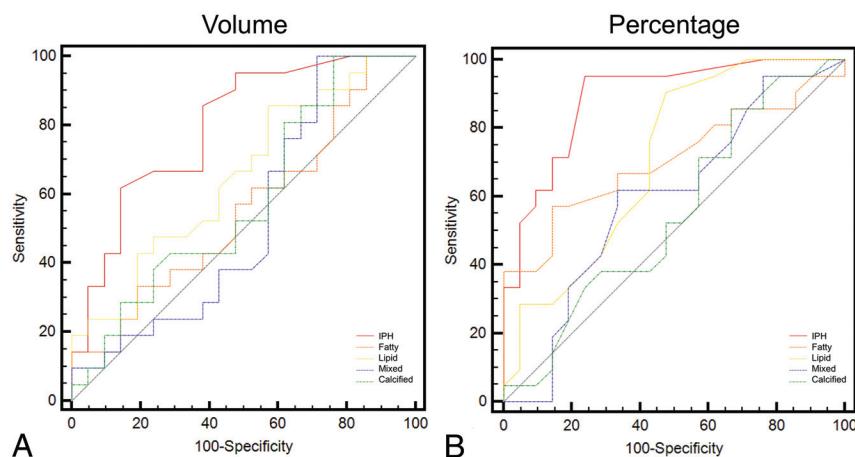 Volume
Percentage
100
80
60
40
20
0
Sensitivity
0
20
40
60
80
100
100-Specificity
IPH
Fatty
Lipid
Mixed
Calcified
A
100
80
60
40
20
0
Sensitivity
0
20
40
60
80
100
100-Specificity
IPH
Fatty
Lipid
Mixed
Calcified
B